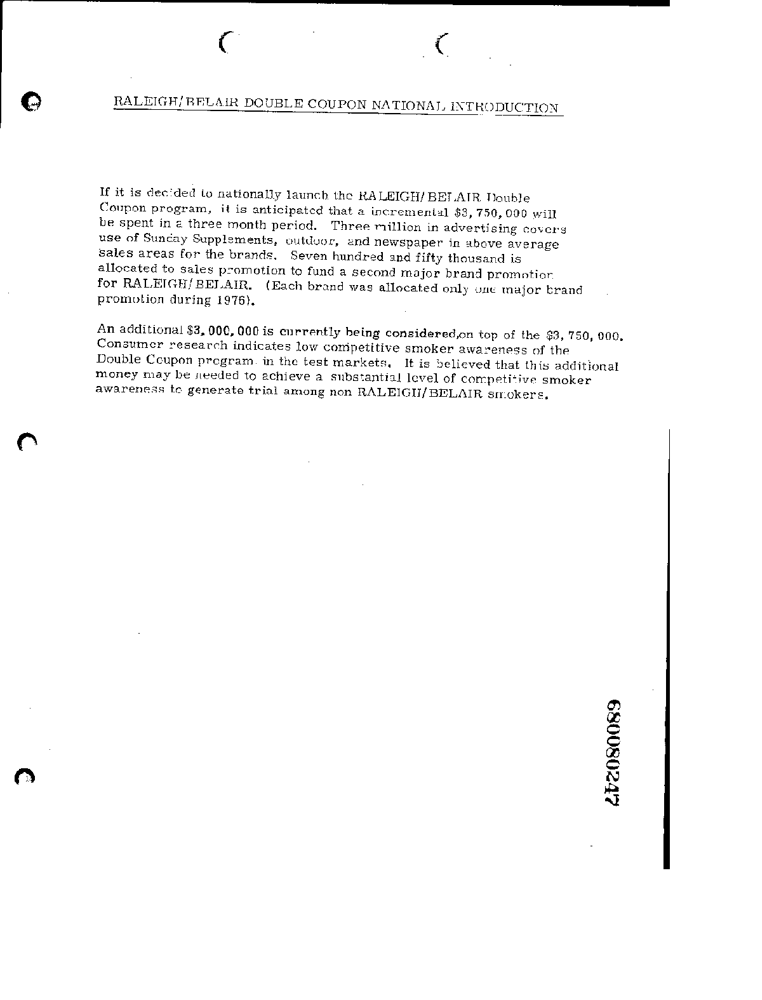 RALEIGH/BELAIR DOUBLE COUPON NATIONAL INTRODUCTION
If it is decided to nationally launch the RALEIGH/BELAIR Double
Coupon program, it is anticipated that a incremental $3,750,000 will
be spent in a three month period. Three million in advertising covers
use of Sunday Supplements, outdoor, and newspaper in above average
sales areas for the brands. Seven hundred and fifty thousand is
allocated to sales promotion to fund a second major brand promotion
for RALEIGH/BELAIR. (Each brand was allocated only one major brand
promotion during 1976).
An additional $3,000,000 is currently being considered,on top of the $3,750,000.
Consumer research indicates low competitive smoker awareness of the
Double Coupon program in the test markets. It is believed that this additional
money may be needed to achieve a substantial level of competitive smoker
awareness to generate trial among non RALEIGH/BELAIR smokers.
680080247